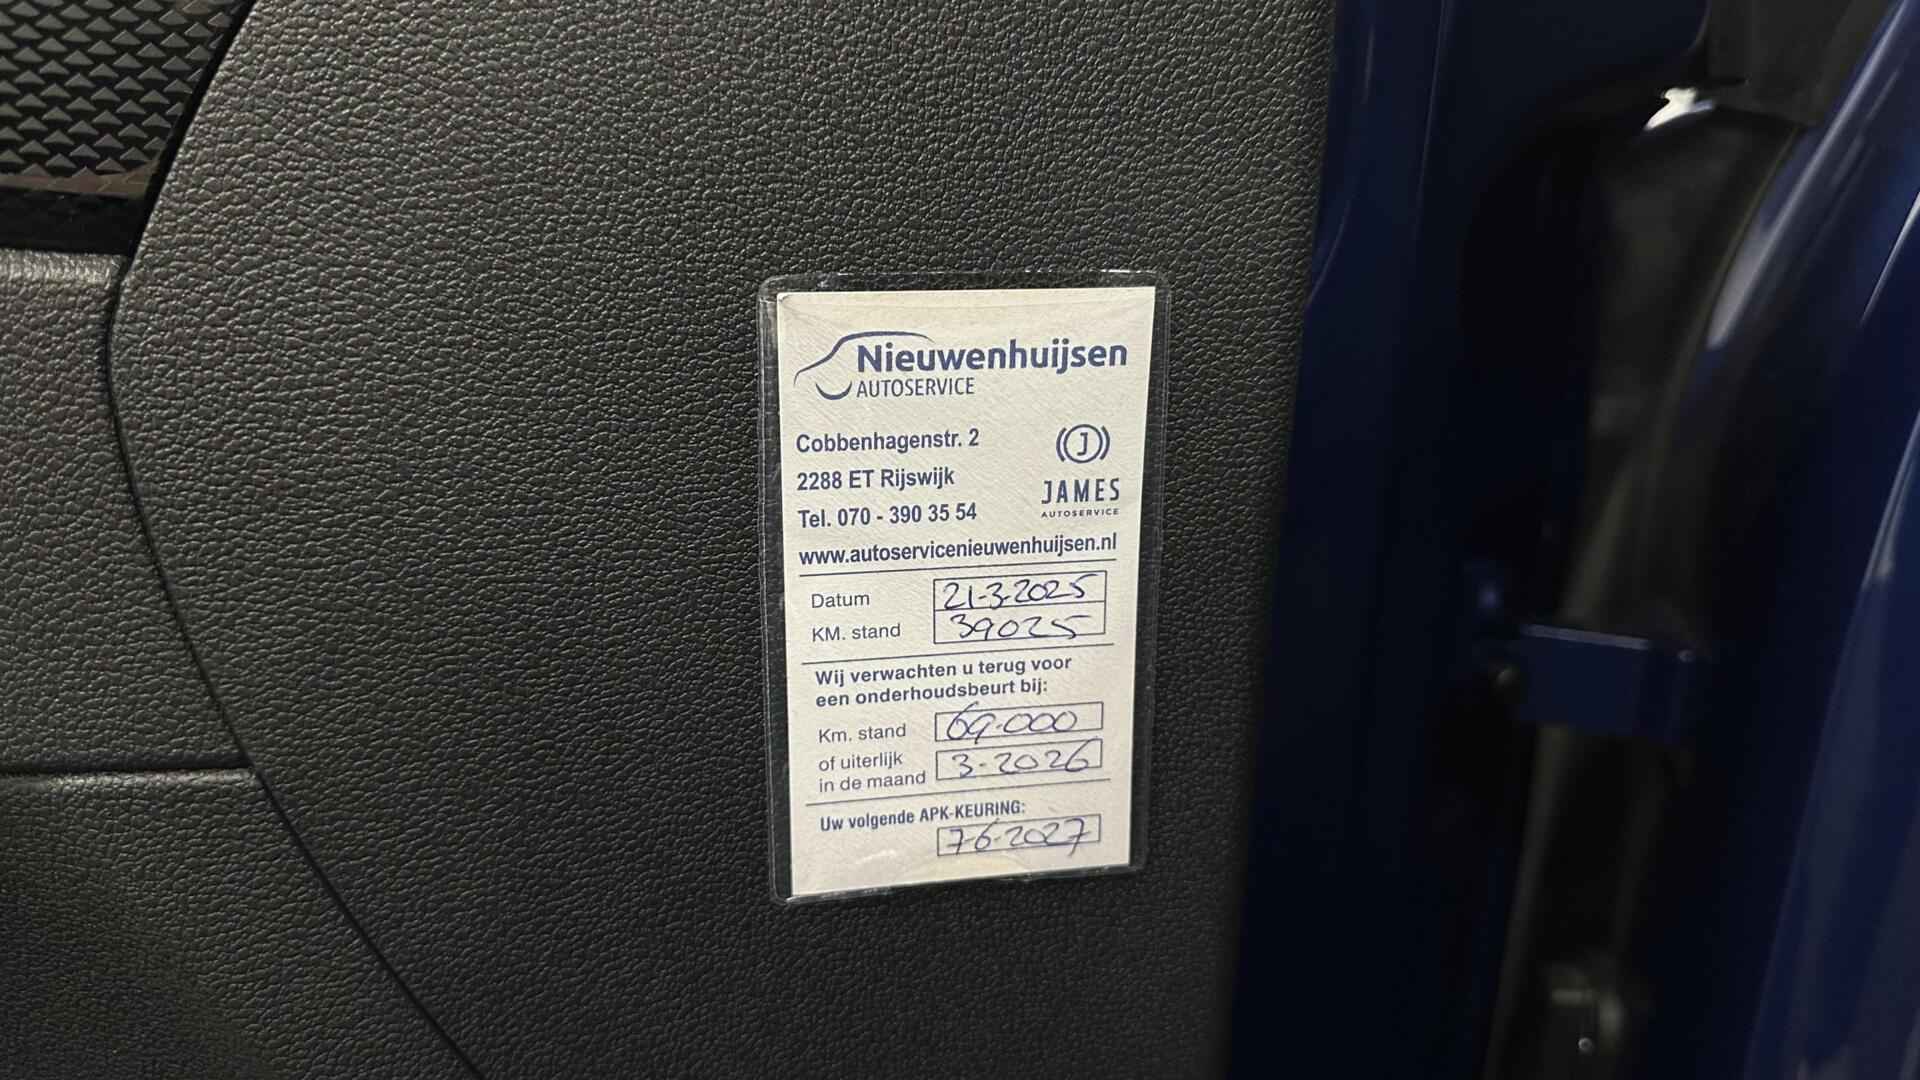 Nieuwenhuijsen
AUTOSERVICE
Cobbenhagenstr. 2
2288 ET Rijswijk
Tel. 070 - 390 35 54
J
JAMES
AUTOSERVICE
www.autoservicenieuwenhuijsen.nl
Datum 21-3-2025
KM. stand 39025
Wij verwachten u terug voor
een onderhoudsbeurt bij:
Km. stand 69.000
of uiterlijk
in de maand 3-2026
Uw volgende APK-KEURING:
7-6-2027